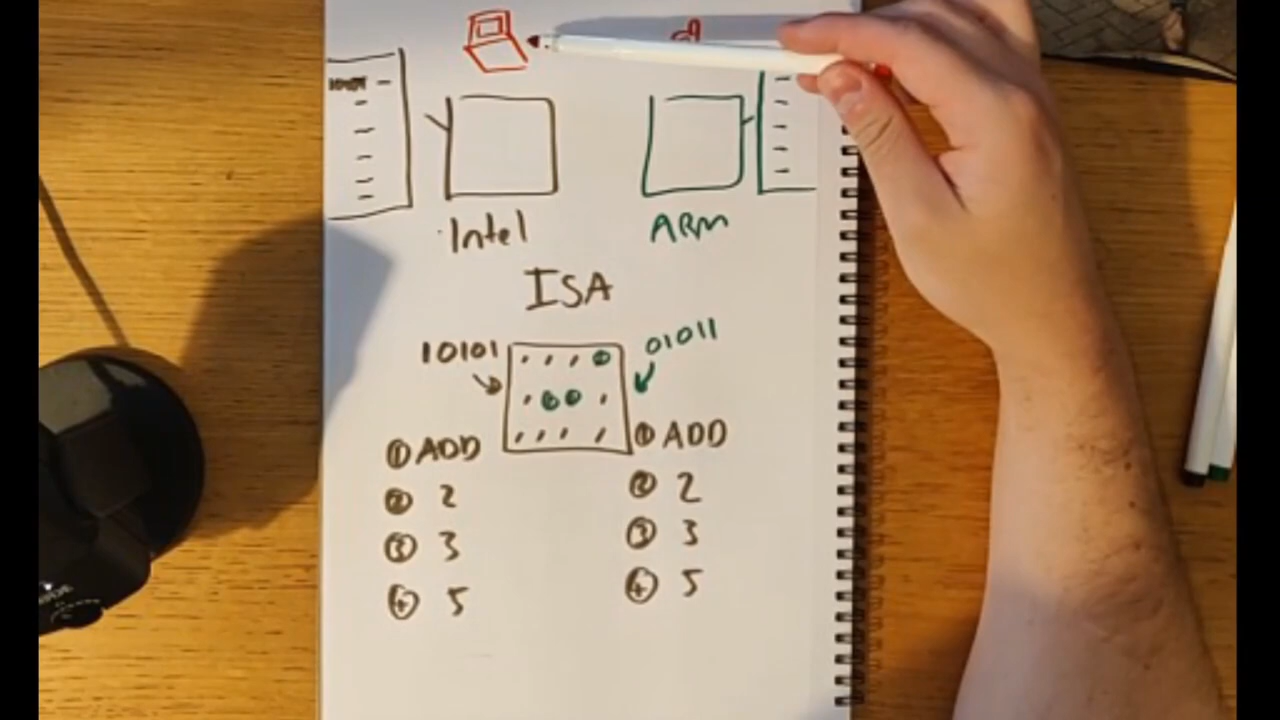 Intel ARM
ISA
10101 01011
① ADD ① ADD
② 2 ② 2
③ 3 ③ 3
④ 5 ④ 5